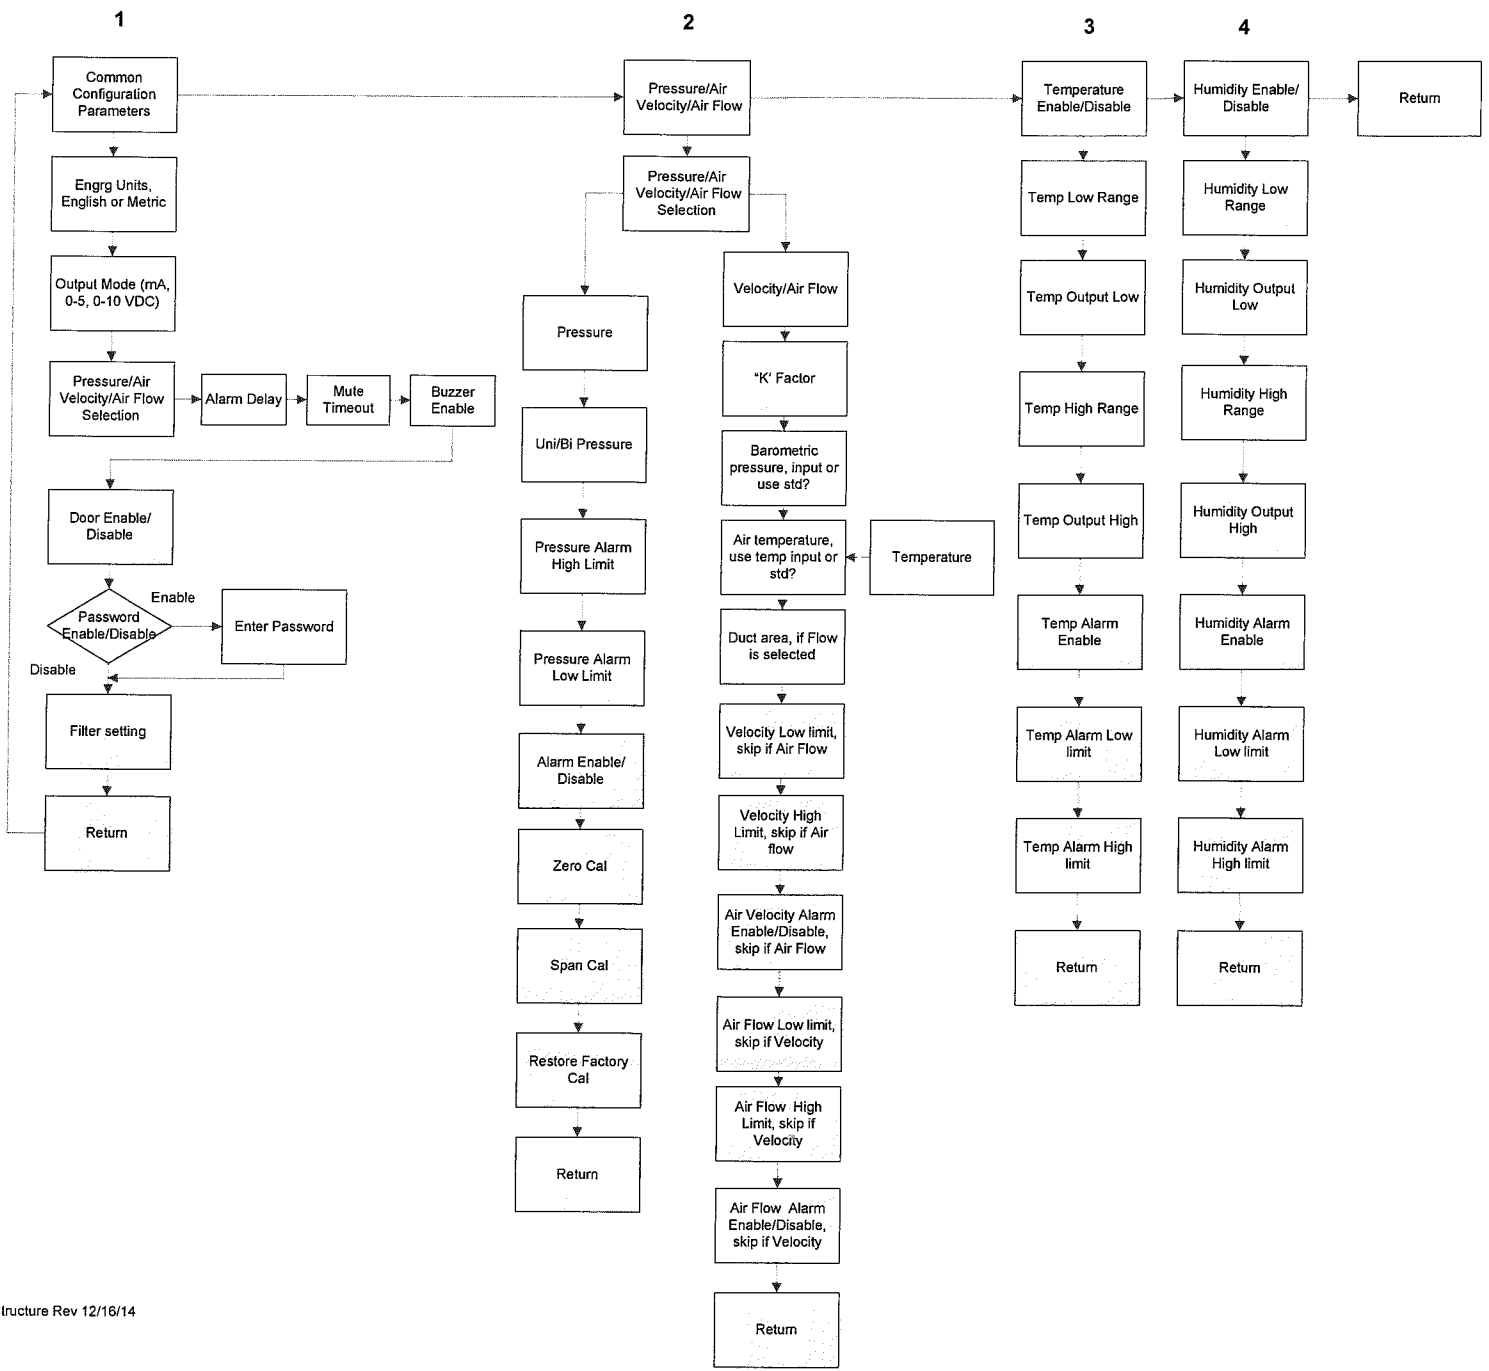 1
2
3
4
Common
Configuration
Parameters
Pressure/Air
Velocity/Air Flow
Temperature
Enable/Disable
Humidity Enable/
Disable
Return
Engrg Units,
English or Metric
Output Mode (mA,
0-5, 0-10 VDC)
Pressure/Air
Velocity/Air Flow
Selection
Alarm Delay
Mute
Timeout
Buzzer
Enable
Door Enable/
Disable
Password
Enable/Disable
Enable
Enter Password
Disable
Filter setting
Return
Pressure/Air
Velocity/Air Flow
Selection
Pressure
Uni/Bi Pressure
Pressure Alarm
High Limit
Pressure Alarm
Low Limit
Alarm Enable/
Disable
Zero Cal
Span Cal
Restore Factory
Cal
Return
Velocity/Air Flow
"K' Factor
Barometric
pressure, input or
use std?
Air temperature,
use temp input or
std?
Temperature
Duct area, if Flow
is selected
Velocity Low limit,
skip if Air Flow
Velocity High
Limit, skip if Air
flow
Air Velocity Alarm
Enable/Disable,
skip if Air Flow
Air Flow Low limit,
skip if Velocity
Air Flow High
Limit, skip if
Velocity
Air Flow Alarm
Enable/Disable,
skip if Velocity
Return
Temp Low Range
Temp Output Low
Temp High Range
Temp Output High
Temp Alarm
Enable
Temp Alarm Low
limit
Temp Alarm High
limit
Return
Humidity Low
Range
Humidity Output
Low
Humidity High
Range
Humidity Output
High
Humidity Alarm
Enable
Humidity Alarm
Low limit
Humidity Alarm
High limit
Return
tructure Rev 12/16/14